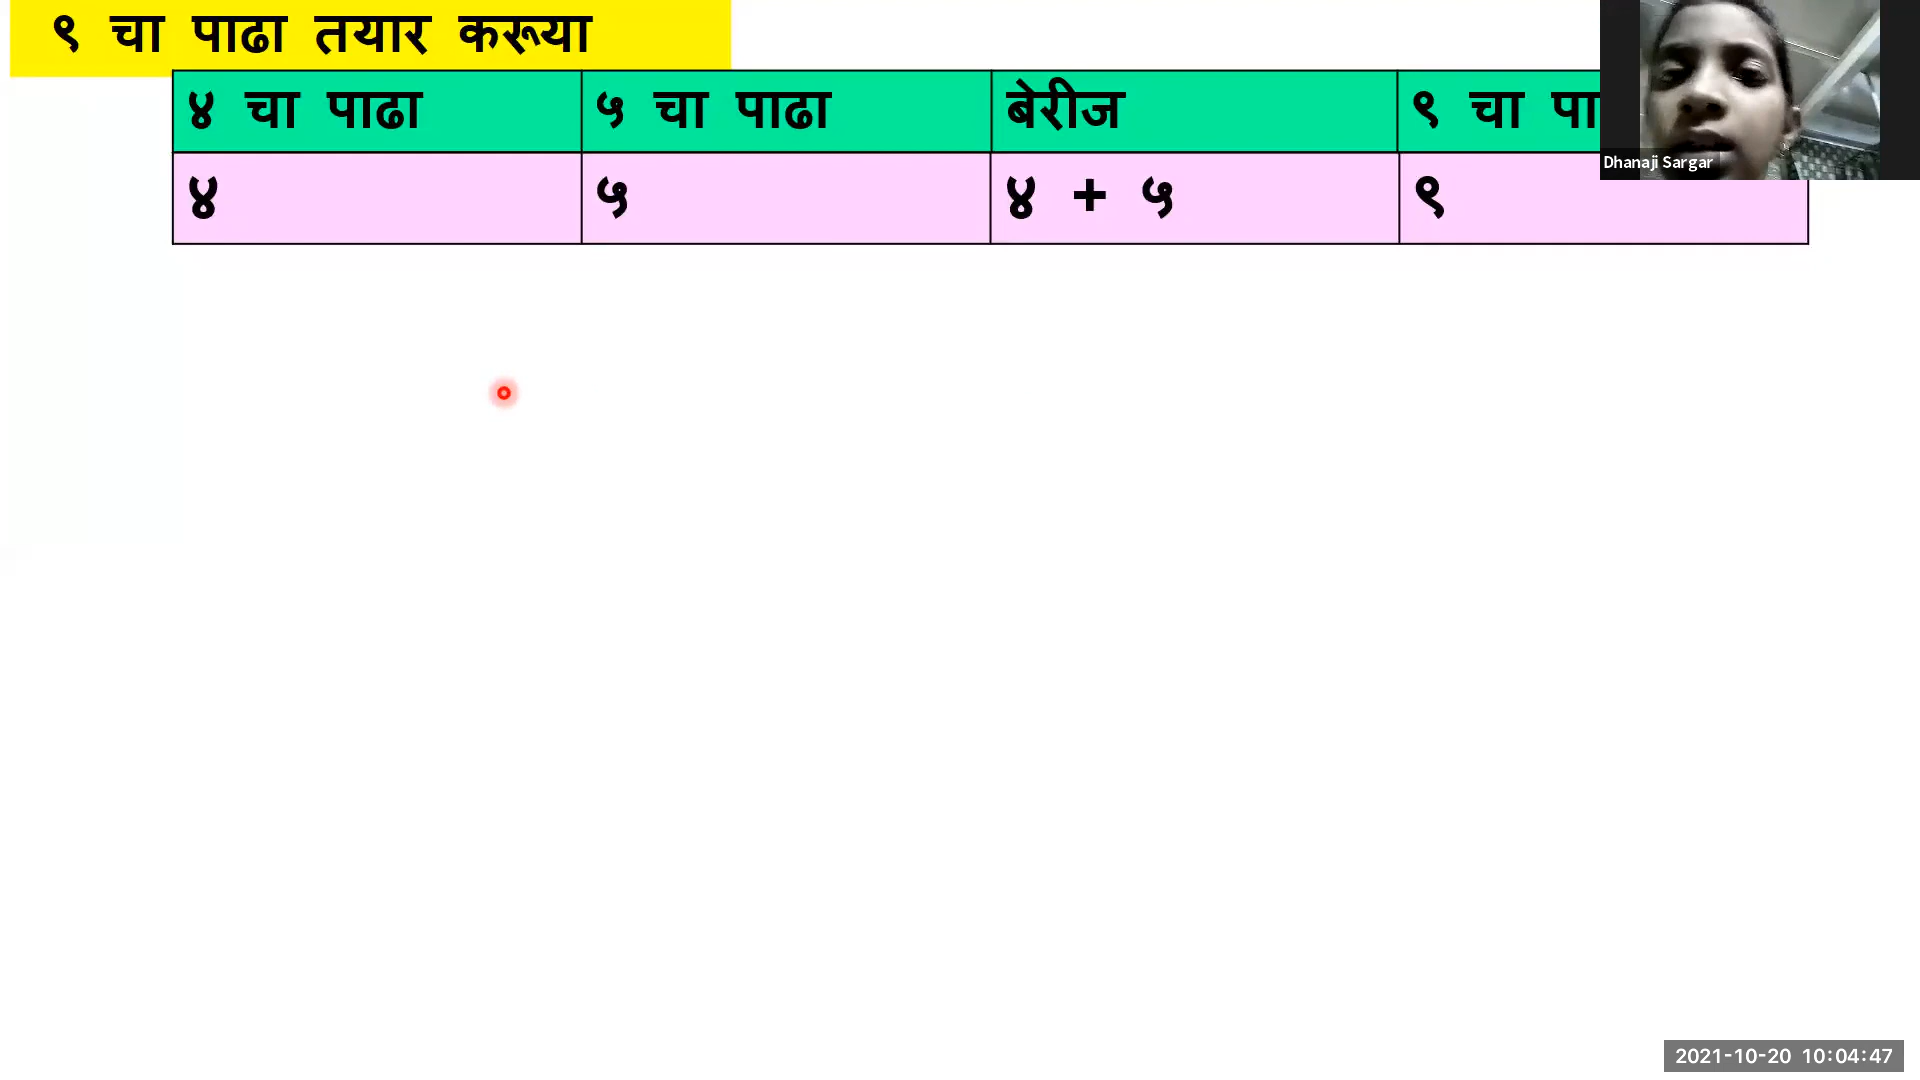 ९ चा पाढा तयार करूया
४ चा पाढा ५ चा पाढा बेरीज ९ चा
४ ५ ४ + ५ ९
Dhanaji Sargar
2021-10-20 10:04:47